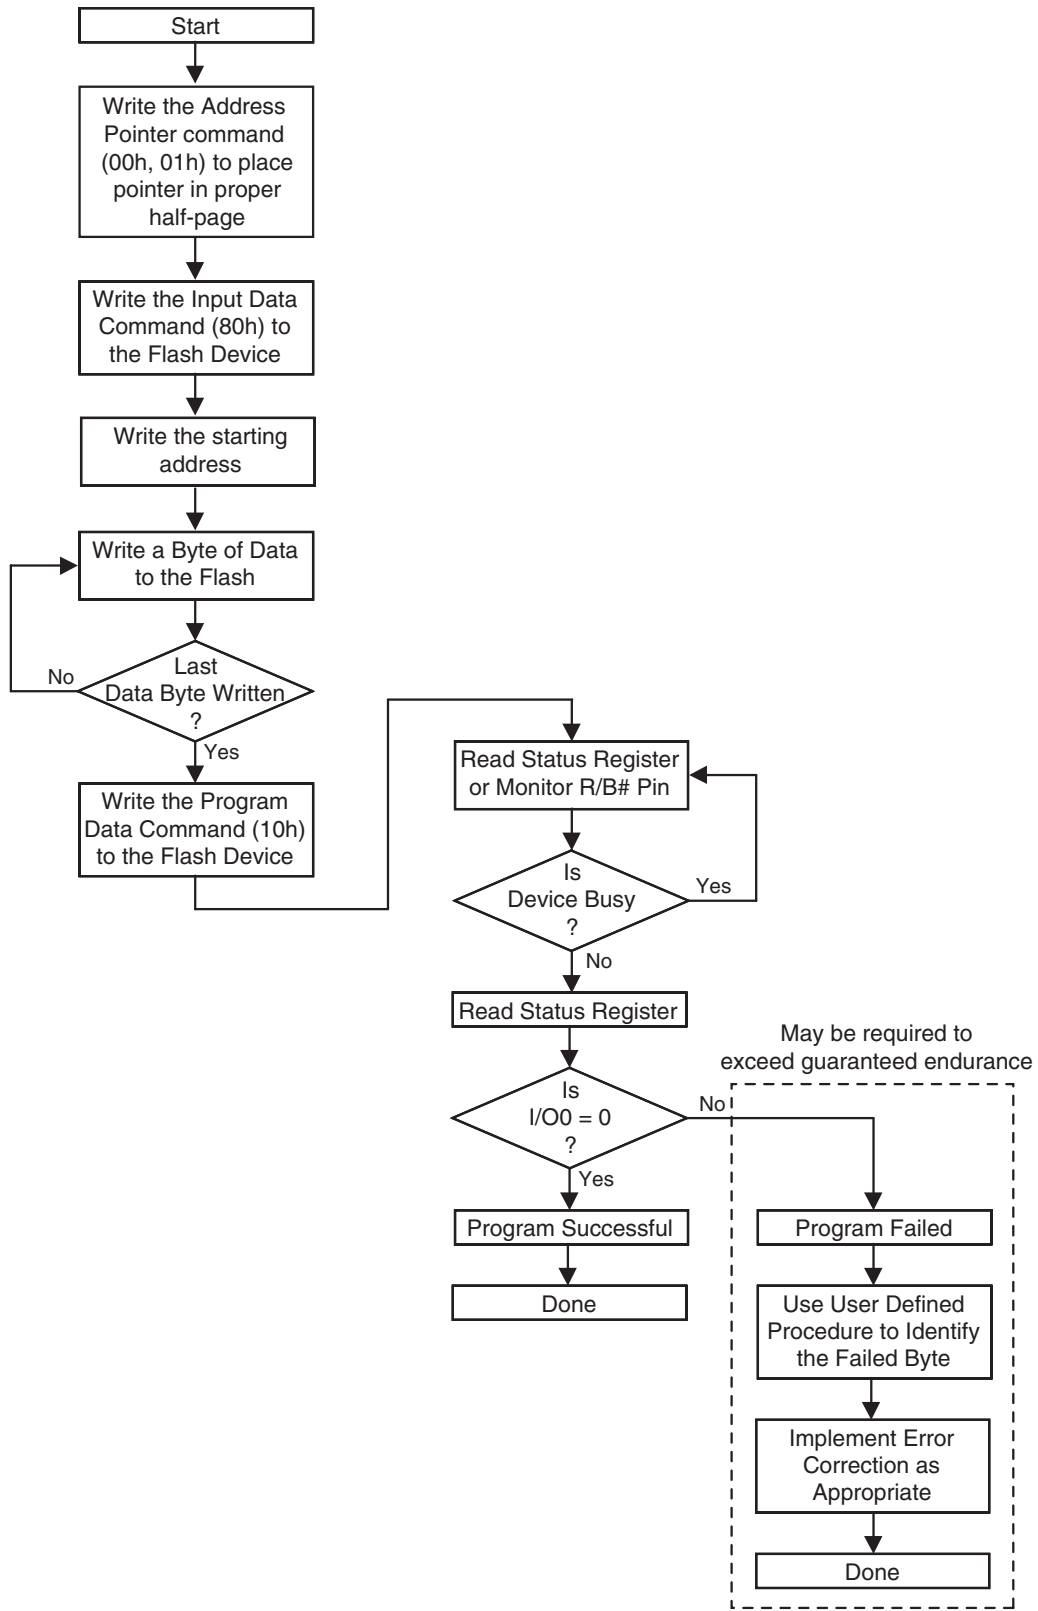 Start
Write the Address
Pointer command
(00h, 01h) to place
pointer in proper
half-page
Write the Input Data
Command (80h) to
the Flash Device
Write the starting
address
Write a Byte of Data
to the Flash
Last
Data Byte Written
?
No
Yes
Write the Program
Data Command (10h)
to the Flash Device
Read Status Register
or Monitor R/B# Pin
Is
Device Busy
?
Yes
No
Read Status Register
Is
I/O0 = 0
?
No
Yes
Program Successful
Done
May be required to
exceed guaranteed endurance
Program Failed
Use User Defined
Procedure to Identify
the Failed Byte
Implement Error
Correction as
Appropriate
Done